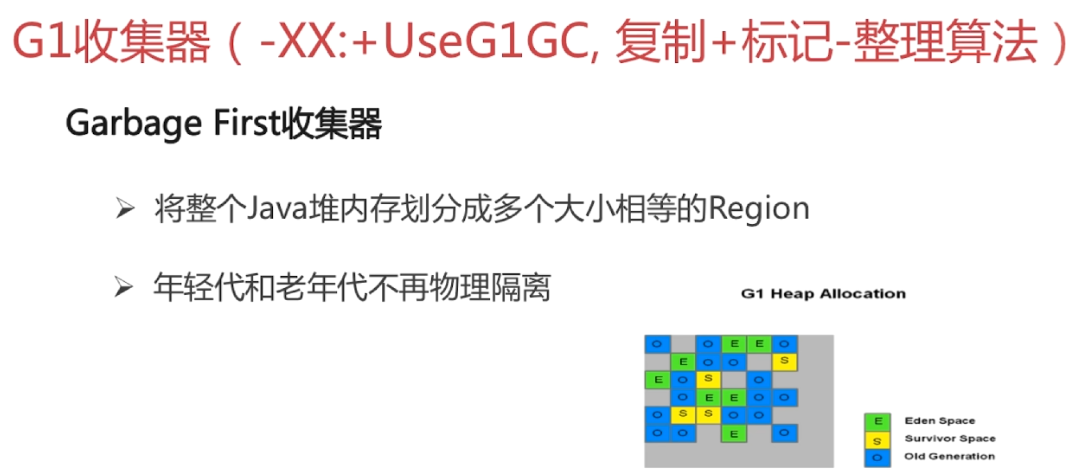 G1收集器（ -XX:+UseG1GC, 复制+标记-整理算法 ）
Garbage First收集器
将整个Java堆内存划分成多个大小相等的Region
年轻代和老年代不再物理隔离
G1 Heap Allocation
O O E E O
E O O S
E O S O
O E E O O
O S S O O
O O E O
E Eden Space
S Survivor Space
O Old Generation